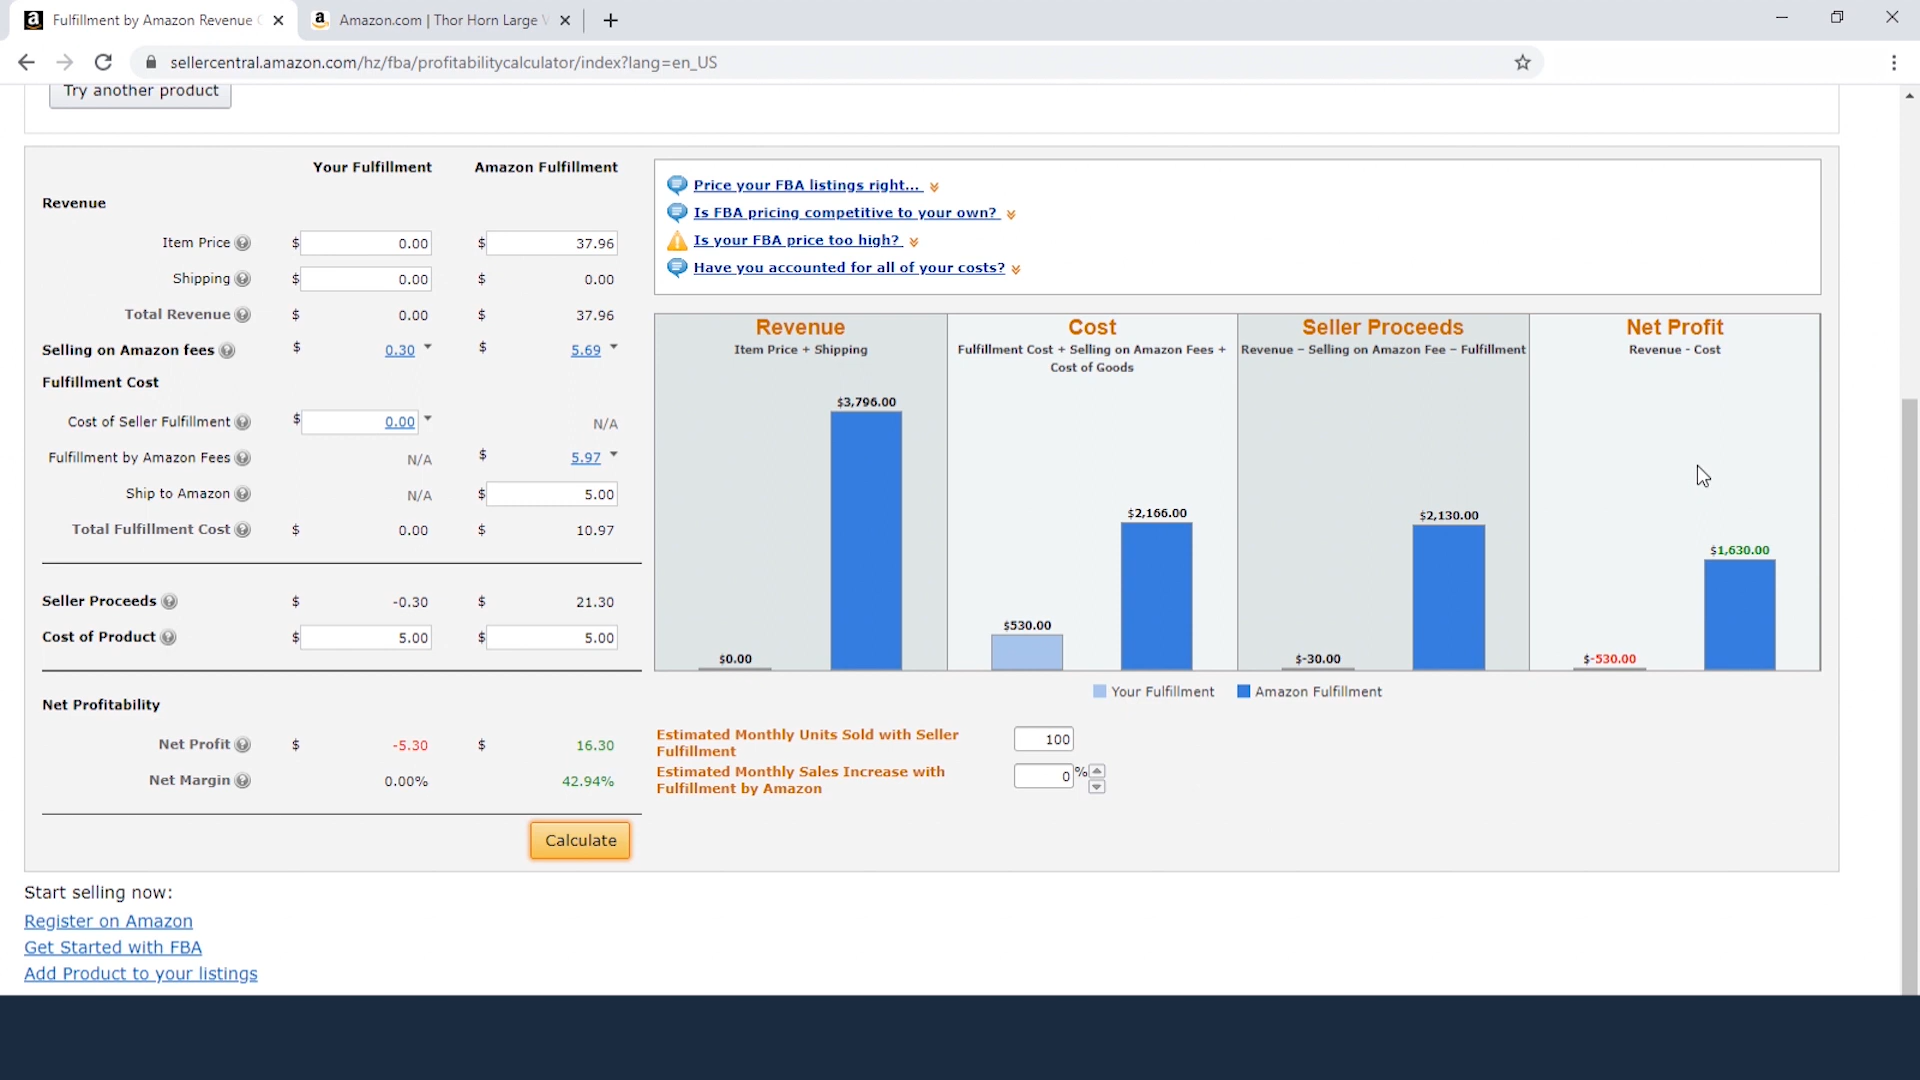 Fulfillment by Amazon Revenue
Amazon.com | Thor Horn Large
sellercentral.amazon.com/hz/fba/profitabilitycalculator/index?lang=en_US
Try another product
Your Fulfillment Amazon Fulfillment
Revenue
Item Price $ 0.00 $ 37.96
Shipping $ 0.00 $ 0.00
Total Revenue $ 0.00 $ 37.96
Selling on Amazon fees $ 0.30 $ 5.69
Fulfillment Cost
Cost of Seller Fulfillment $ 0.00 N/A
Fulfillment by Amazon Fees N/A $ 5.97
Ship to Amazon N/A $ 5.00
Total Fulfillment Cost $ 0.00 $ 10.97
Seller Proceeds $ -0.30 $ 21.30
Cost of Product $ 5.00 $ 5.00
Net Profitability
Net Profit $ -5.30 $ 16.30
Net Margin 0.00% 42.94%
Calculate
Price your FBA listings right...
Is FBA pricing competitive to your own?
Is your FBA price too high?
Have you accounted for all of your costs?
Revenue
Item Price + Shipping
$3,796.00
$0.00
Cost
Fulfillment Cost + Selling on Amazon Fees +
Cost of Goods
$2,166.00
$530.00
Seller Proceeds
Revenue - Selling on Amazon Fee - Fulfillment
$2,130.00
$-30.00
Net Profit
Revenue - Cost
$1,630.00
$-530.00
Your Fulfillment Amazon Fulfillment
Estimated Monthly Units Sold with Seller
Fulfillment
100
Estimated Monthly Sales Increase with
Fulfillment by Amazon
0 %
Start selling now:
Register on Amazon
Get Started with FBA
Add Product to your listings